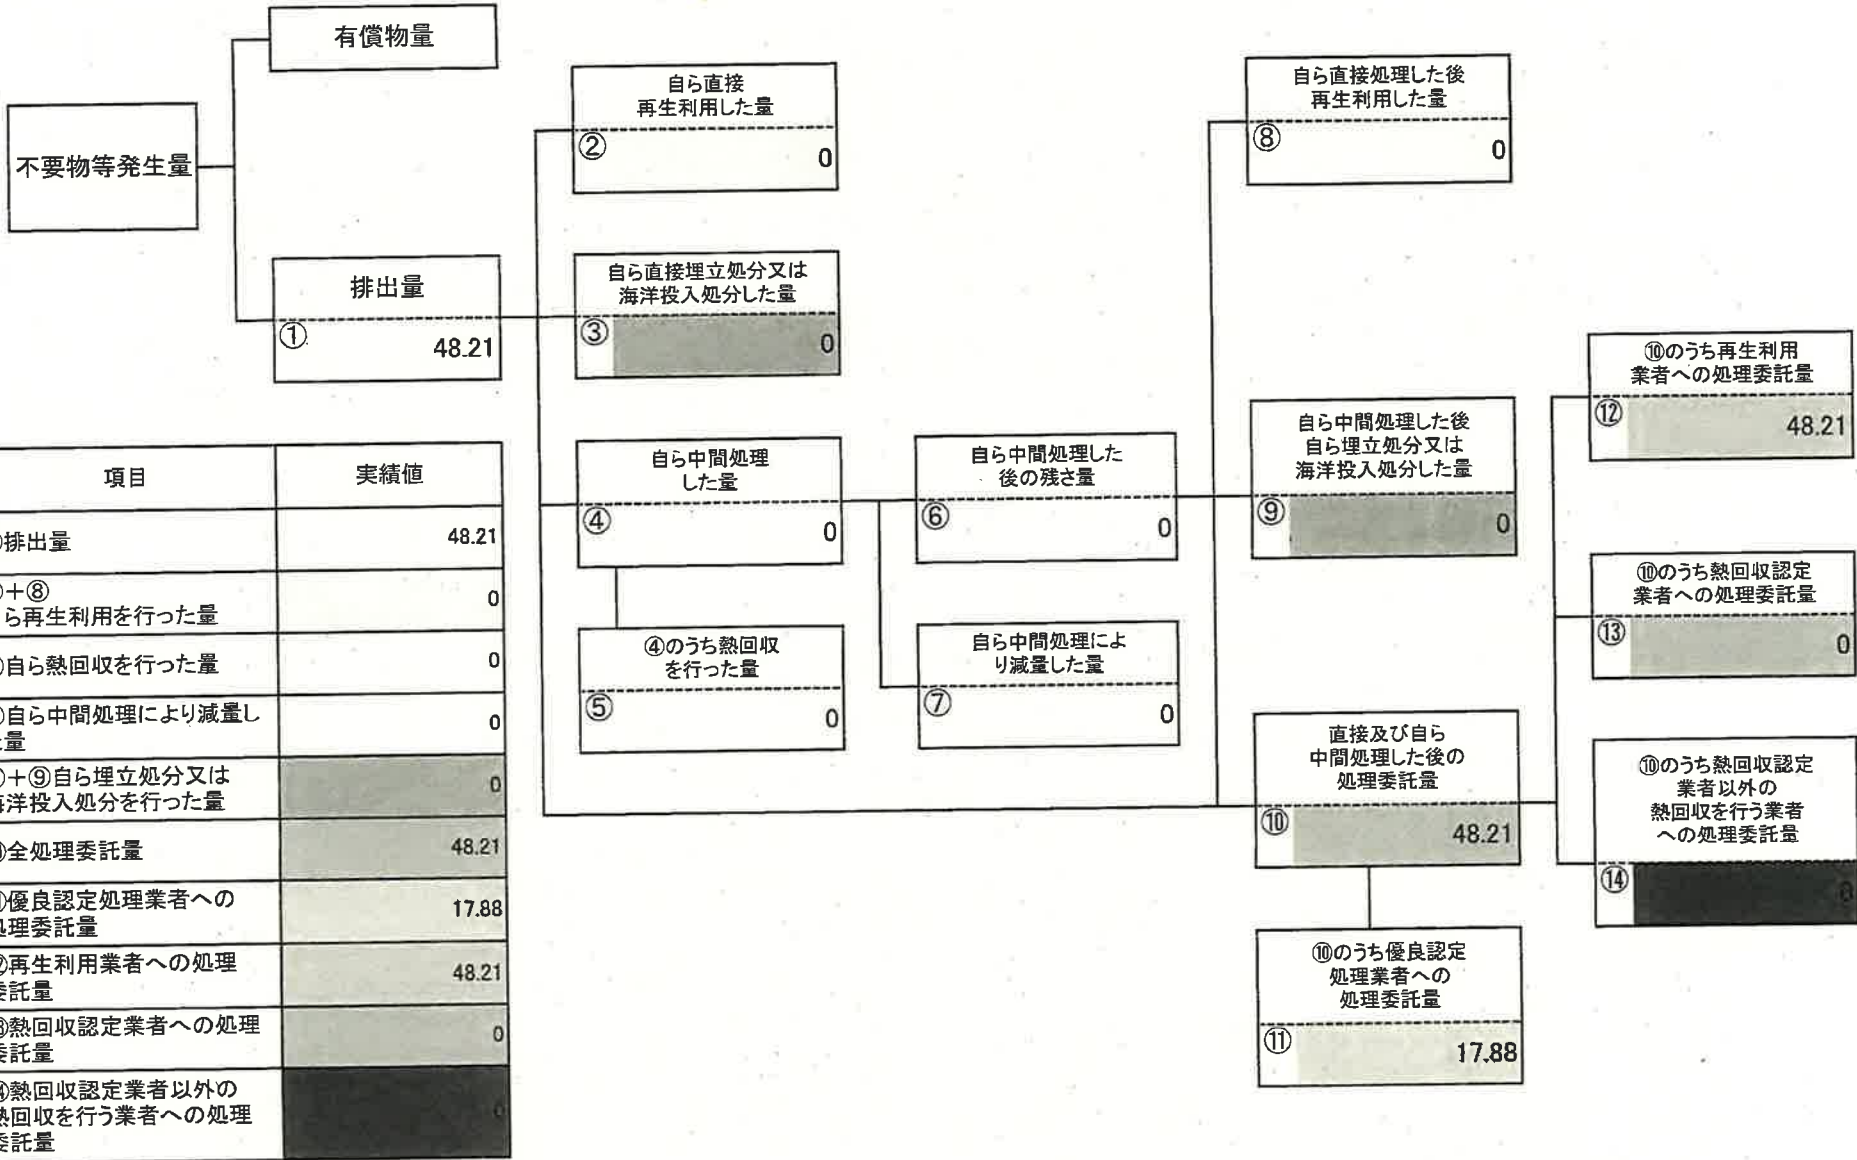 有償物量
不要物等発生量
排出量
①
48.21
自ら直接
再生利用した量
②
0
自ら直接埋立処分又は
海洋投入処分した量
③
0
自ら中間処理
した量
④
0
④のうち熱回収
を行った量
⑤
0
自ら中間処理した
後の残さ量
⑥
0
自ら中間処理によ
り減量した量
⑦
0
自ら直接処理した後
再生利用した量
⑧
0
自ら中間処理した後
自ら埋立処分又は
海洋投入処分した量
⑨
0
直接及び自ら
中間処理した後の
処理委託量
⑩
48.21
⑩のうち優良認定
処理業者への
処理委託量
⑪
17.88
⑩のうち再生利用
業者への処理委託量
⑫
48.21
⑩のうち熱回収認定
業者への処理委託量
⑬
0
⑩のうち熱回収認定
業者以外の
熱回収を行う業者
への処理委託量
⑭
0
項目 実績値
排出量 48.21
+⑧
ら再生利用を行った量 0
自ら熱回収を行った量 0
自ら中間処理により減量し
量 0
+⑨自ら埋立処分又は
海洋投入処分を行った量 0
全処理委託量 48.21
優良認定処理業者への
処理委託量 17.88
再生利用業者への処理
委託量 48.21
熱回収認定業者への処理
委託量 0
熱回収認定業者以外の
熱回収を行う業者への処理
委託量 0